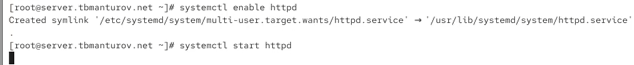 [root@server.tbmanturov.net ~]# systemctl enable httpd
Created symlink '/etc/systemd/system/multi-user.target.wants/httpd.service' → '/usr/lib/systemd/system/httpd.service'
.
[root@server.tbmanturov.net ~]# systemctl start httpd